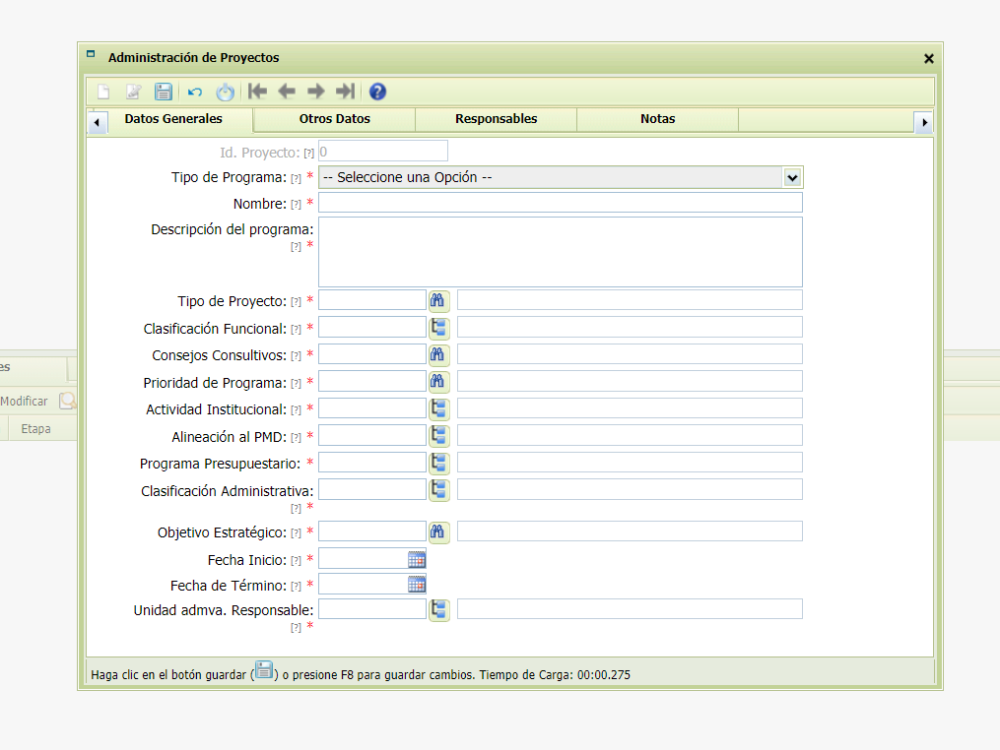 Administración de Proyectos
Datos Generales Otros Datos Responsables Notas
Id. Proyecto: [?] 0
Tipo de Programa: [?] * -- Seleccione una Opción --
Nombre: [?] *
Descripción del programa:
[?] *
Tipo de Proyecto: [?] *
Clasificación Funcional: [?] *
Consejos Consultivos: [?] *
Prioridad de Programa: [?] *
Actividad Institucional: [?] *
Alineación al PMD: [?] *
Programa Presupuestario: *
Clasificación Administrativa:
[?] *
Objetivo Estratégico: [?] *
Fecha Inicio: [?] *
Fecha de Término: [?] *
Unidad admva. Responsable:
[?] *
Haga clic en el botón guardar ( ) o presione F8 para guardar cambios. Tiempo de Carga: 00:00.275
es
Modificar
Etapa